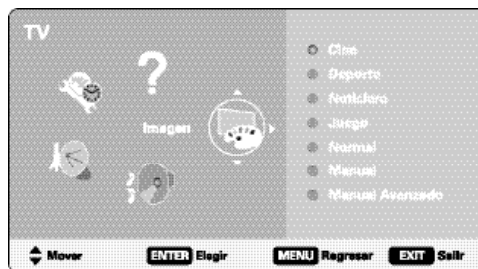 TV
?
Imagen
Cine
Deporte
Noticiero
Juego
Normal
Manual
Manual Avanzado
Mover
ENTER Elegir
MENU Regresar
EXIT Salir